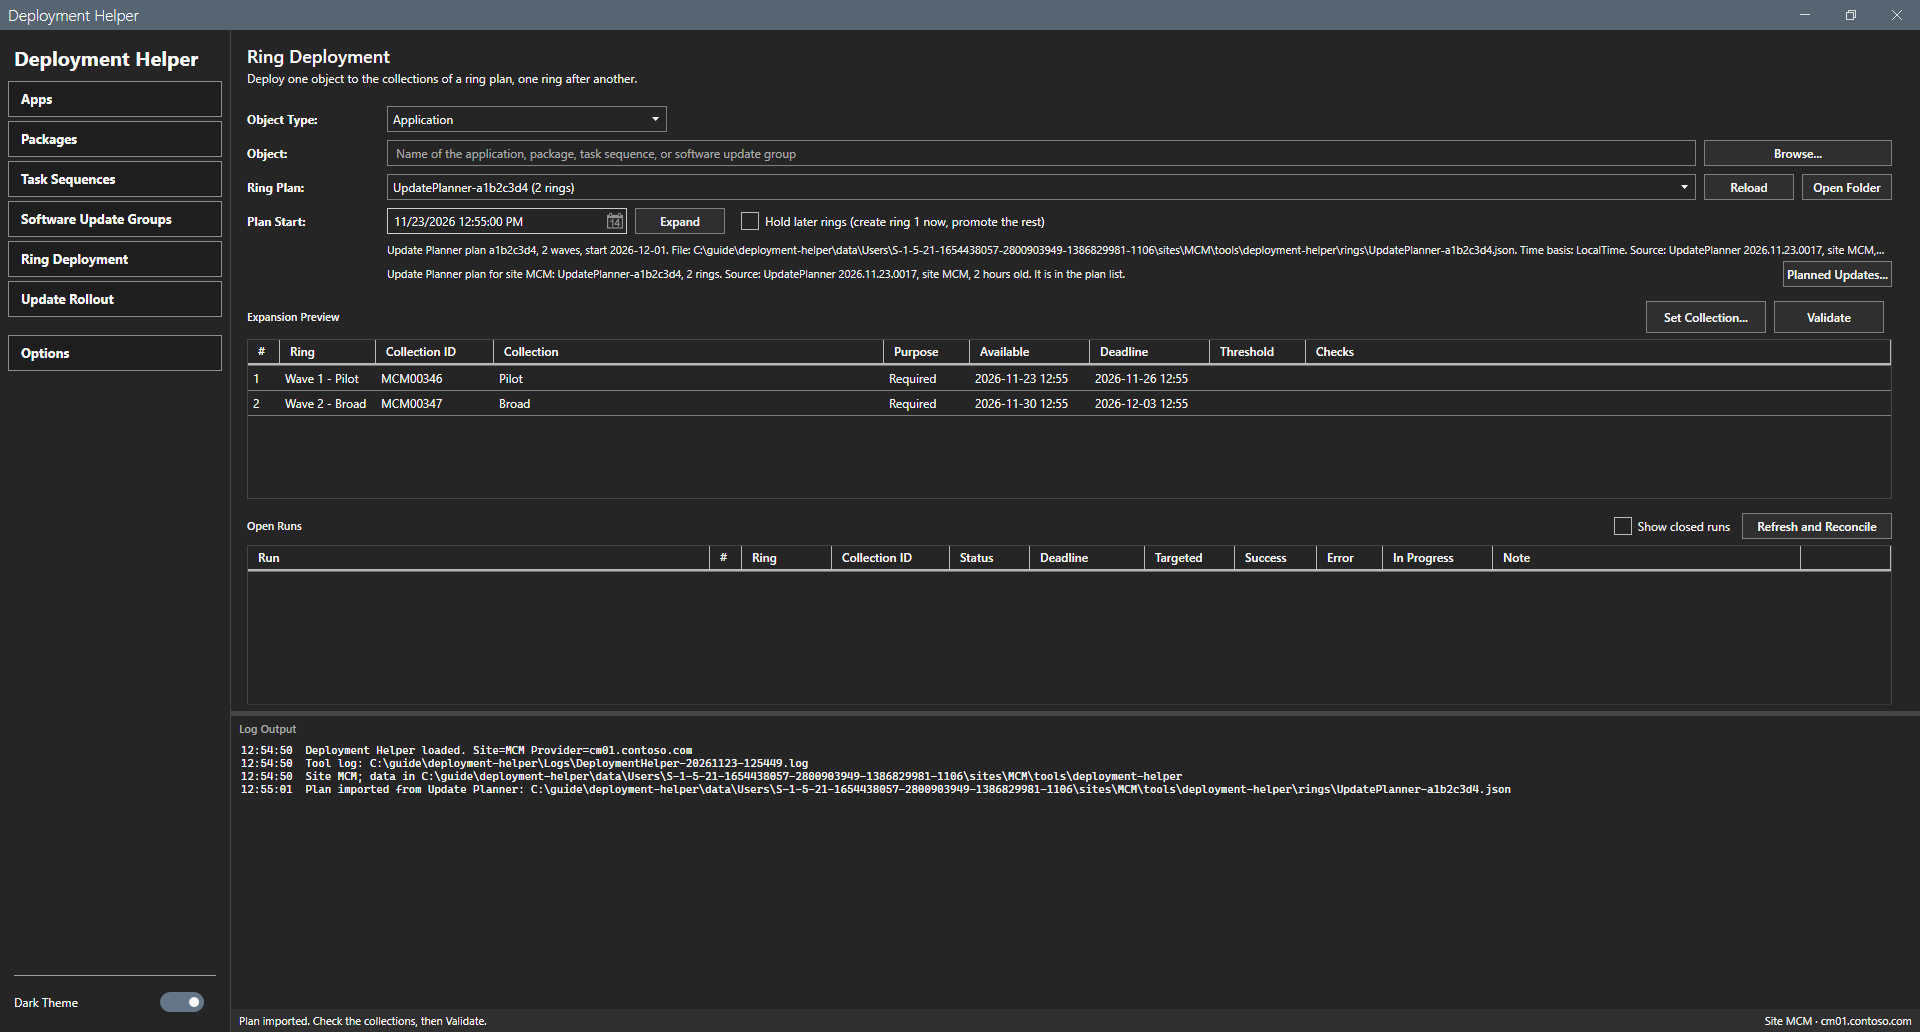 Deployment Helper
Deployment Helper
Apps
Packages
Task Sequences
Software Update Groups
Ring Deployment
Update Rollout
Options
Dark Theme
Ring Deployment
Deploy one object to the collections of a ring plan, one ring after another.
Object Type: Application
Object: Name of the application, package, task sequence, or software update group Browse...
Ring Plan: UpdatePlanner-a1b2c3d4 (2 rings) Reload Open Folder
Plan Start: 11/23/2026 12:55:00 PM 14 Expand Hold later rings (create ring 1 now, promote the rest)
Update Planner plan a1b2c3d4, 2 waves, start 2026-12-01. File: C:\guide\deployment-helper\data\Users\S-1-5-21-1654438057-2800903949-1386829981-1106\sites\MCM\tools\deployment-helper\rings\UpdatePlanner-a1b2c3d4.json. Time basis: LocalTime. Source: UpdatePlanner 2026.11.23.0017, site MCM,...
Update Planner plan for site MCM: UpdatePlanner-a1b2c3d4, 2 rings. Source: UpdatePlanner 2026.11.23.0017, site MCM, 2 hours old. It is in the plan list. Planned Updates...
Expansion Preview Set Collection... Validate
# Ring Collection ID Collection Purpose Available Deadline Threshold Checks
1 Wave 1 - Pilot MCM00346 Pilot Required 2026-11-23 12:55 2026-11-26 12:55
2 Wave 2 - Broad MCM00347 Broad Required 2026-11-30 12:55 2026-12-03 12:55
Open Runs Show closed runs Refresh and Reconcile
Run # Ring Collection ID Status Deadline Targeted Success Error In Progress Note
Log Output
12:54:50 Deployment Helper loaded. Site=MCM Provider=cm01.contoso.com
12:54:50 Tool log: C:\guide\deployment-helper\Logs\DeploymentHelper-20261123-125449.log
12:54:50 Site MCM; data in C:\guide\deployment-helper\data\Users\S-1-5-21-1654438057-2800903949-1386829981-1106\sites\MCM\tools\deployment-helper
12:55:01 Plan imported from Update Planner: C:\guide\deployment-helper\data\Users\S-1-5-21-1654438057-2800903949-1386829981-1106\sites\MCM\tools\deployment-helper\rings\UpdatePlanner-a1b2c3d4.json
Plan imported. Check the collections, then Validate. Site MCM · cm01.contoso.com